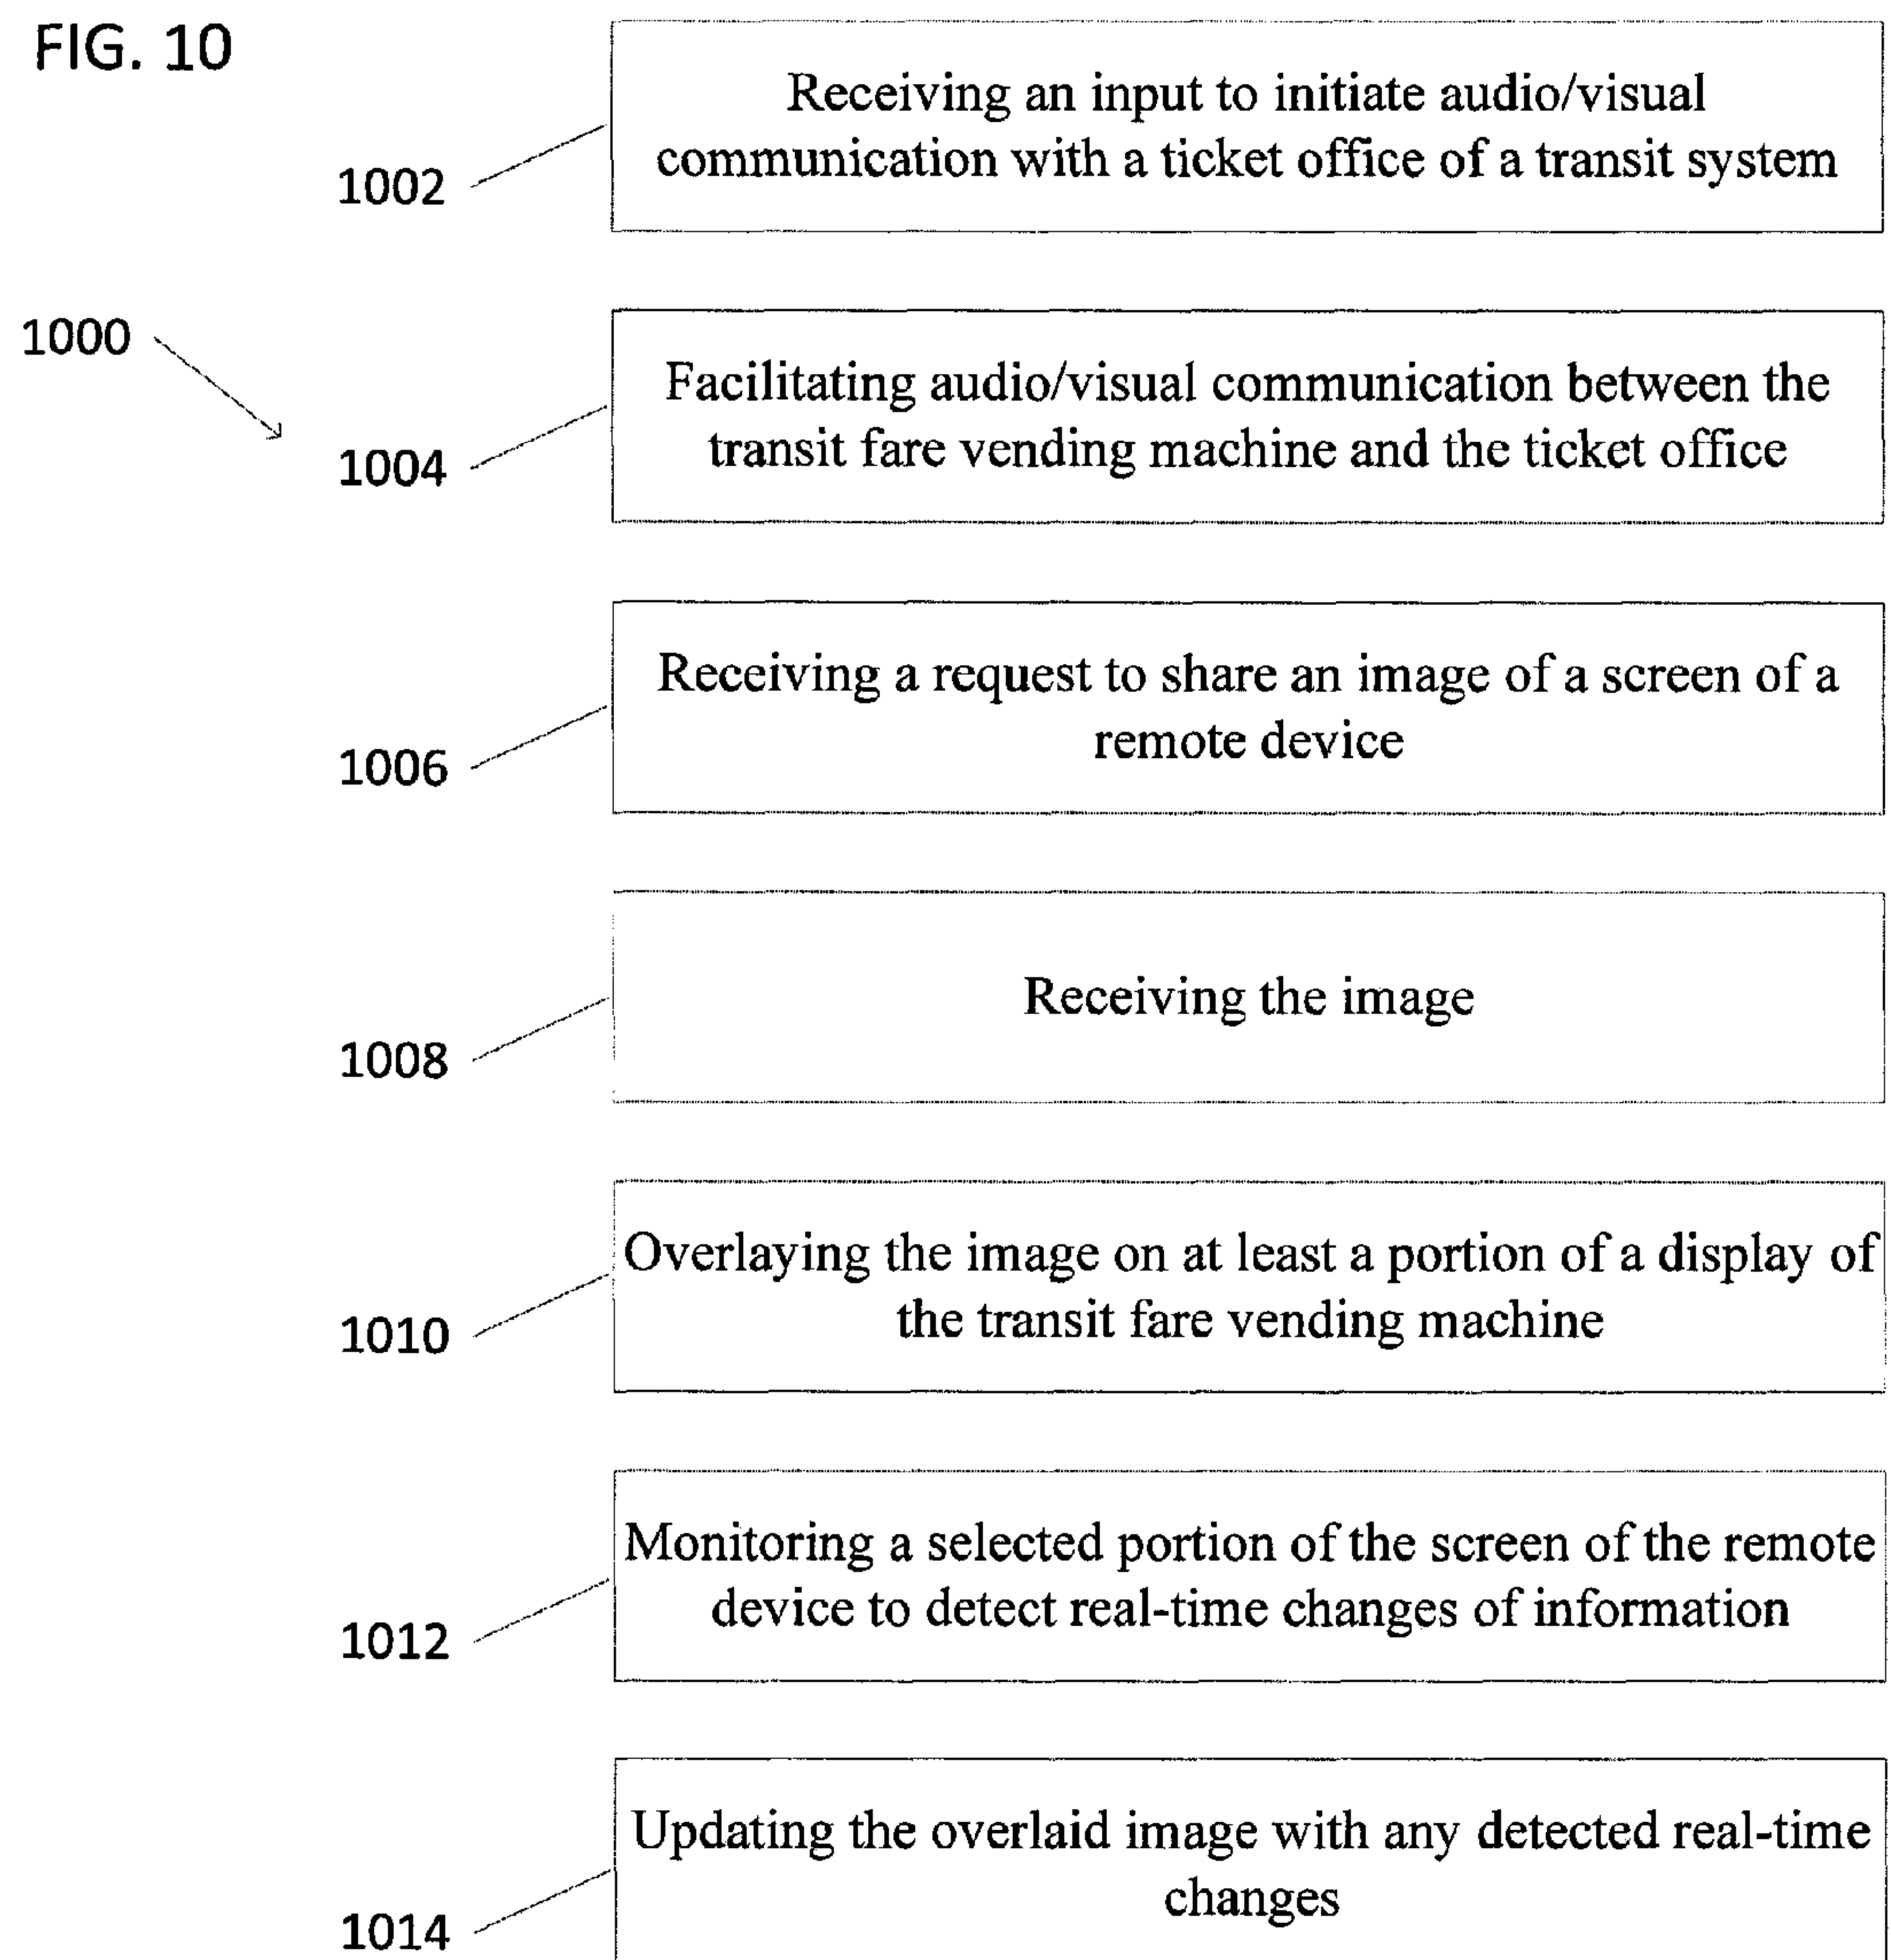 FIG. 10
Receiving an input to initiate audio/visual
communication with a ticket office of a transit system
1002
1000
Facilitating audio/visual communication between the
transit fare vending machine and the ticket office
1004
Receiving a request to share an image of a screen of a
remote device
1006
Receiving the image
1008
Overlaying the image on at least a portion of a display of
the transit fare vending machine
1010
Monitoring a selected portion of the screen of the remote
device to detect real-time changes of information
1012
Updating the overlaid image with any detected real-time
changes
1014